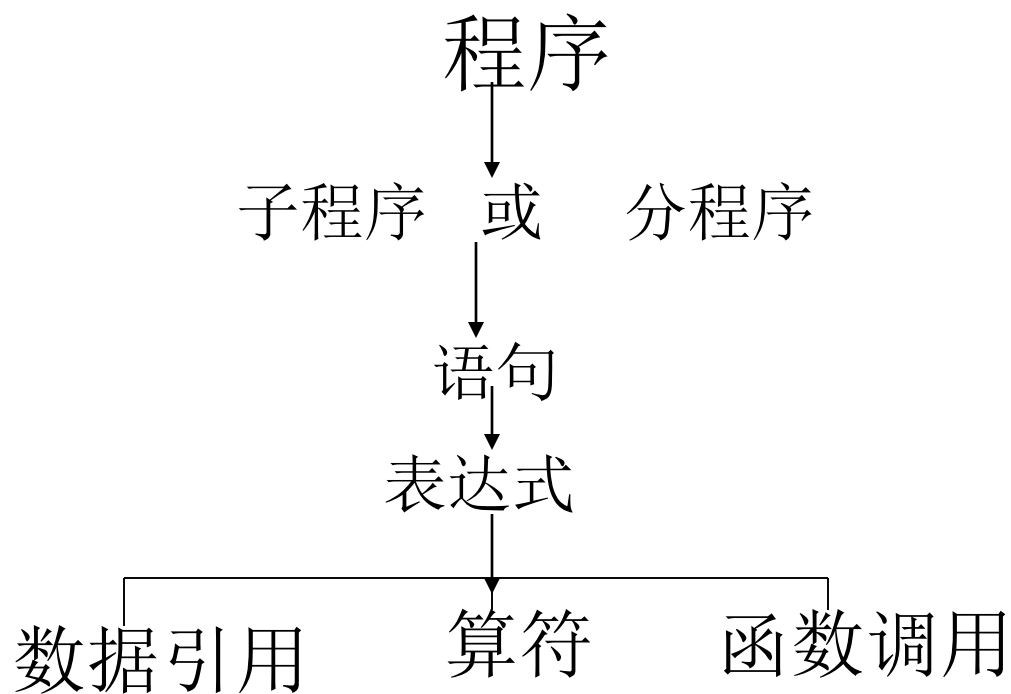 程序
子程序 或 分程序
语句
表达式
数据引用 算符 函数调用